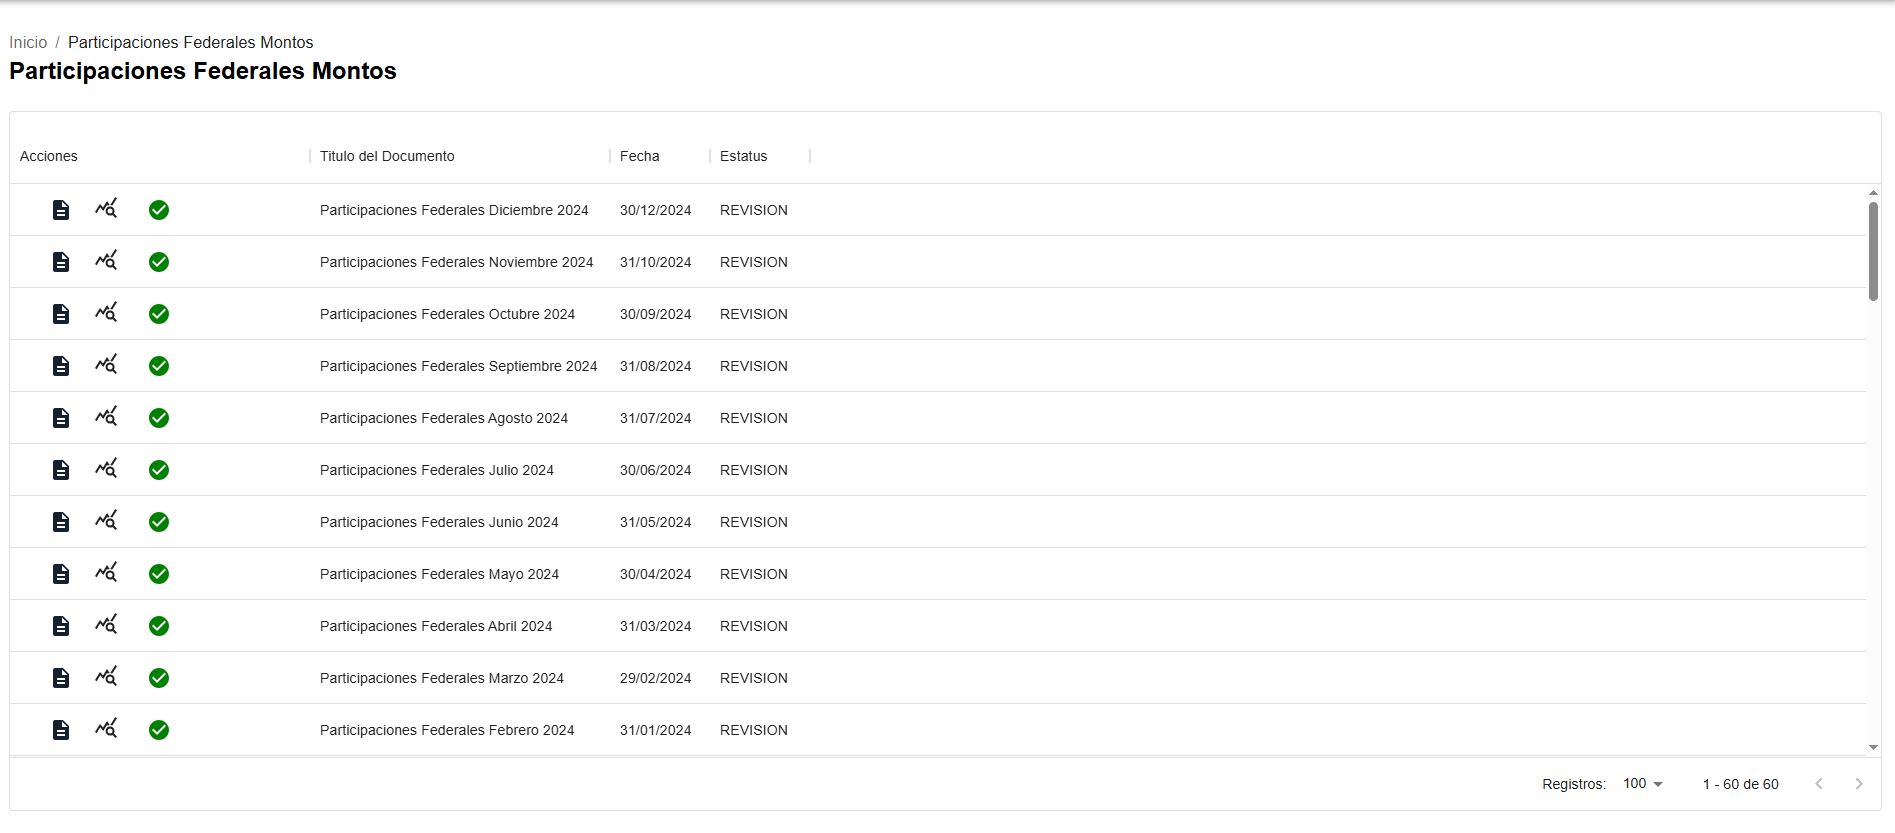 Inicio / Participaciones Federales Montos
Participaciones Federales Montos
Acciones Titulo del Documento Fecha Estatus
Participaciones Federales Diciembre 2024 30/12/2024 REVISION
Participaciones Federales Noviembre 2024 31/10/2024 REVISION
Participaciones Federales Octubre 2024 30/09/2024 REVISION
Participaciones Federales Septiembre 2024 31/08/2024 REVISION
Participaciones Federales Agosto 2024 31/07/2024 REVISION
Participaciones Federales Julio 2024 30/06/2024 REVISION
Participaciones Federales Junio 2024 31/05/2024 REVISION
Participaciones Federales Mayo 2024 30/04/2024 REVISION
Participaciones Federales Abril 2024 31/03/2024 REVISION
Participaciones Federales Marzo 2024 29/02/2024 REVISION
Participaciones Federales Febrero 2024 31/01/2024 REVISION
Registros: 100 1 - 60 de 60